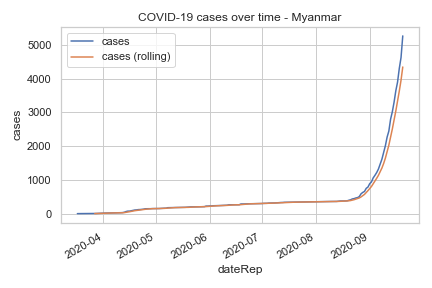 COVID-19 cases over time - Myanmar
cases
cases (rolling)
5000
4000
3000
2000
1000
0
cases
2020-04
2020-05
2020-06
2020-07
2020-08
2020-09
dateRep